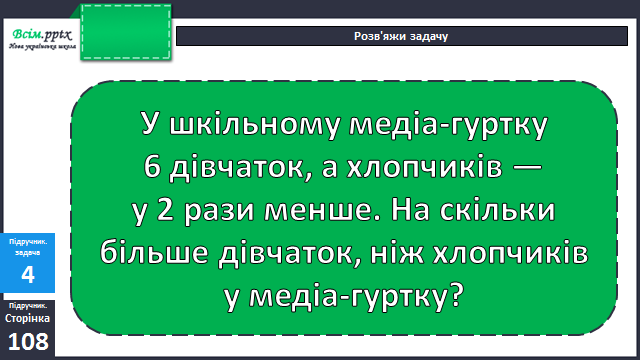 Всім.pptx
Нова українська школа
Розв'яжи задачу
У шкільному медіа-гуртку
6 дівчаток, а хлопчиків —
у 2 рази менше. На скільки
більше дівчаток, ніж хлопчиків
у медіа-гуртку?
Підручник.
задача
4
Підручник.
Сторінка
108